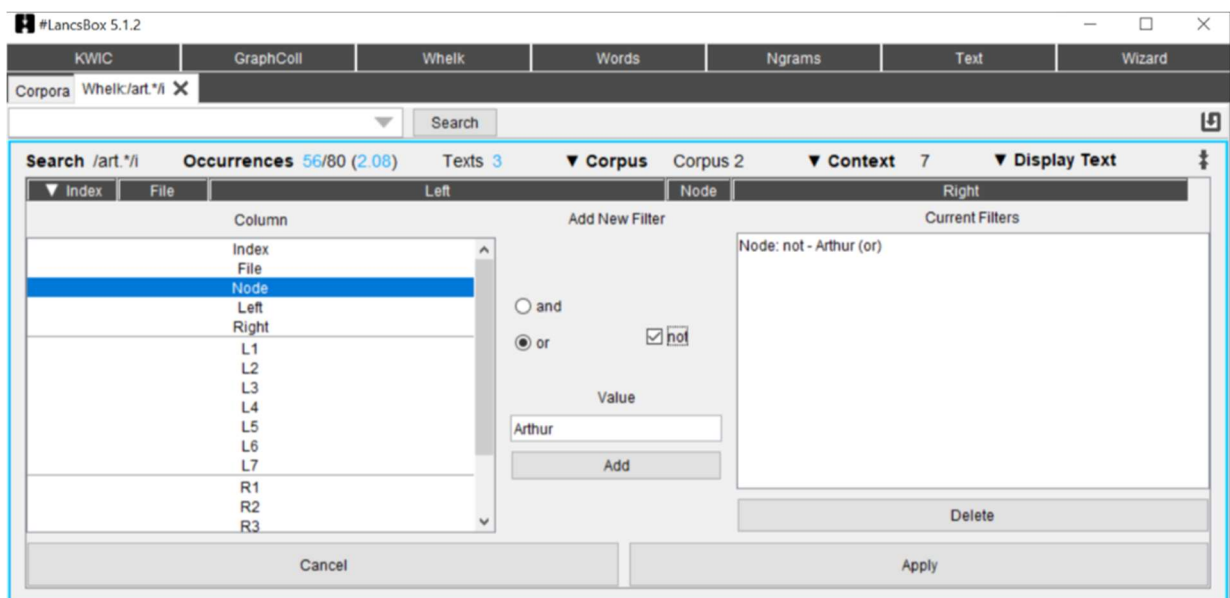 #LancsBox 5.1.2
KWIC GraphColl Whelk Words Ngrams Text Wizard
Corpora Whelk:/art.*/i
Search
Search /art.*/i Occurrences 56/80 (2.08) Texts 3 ▼ Corpus Corpus 2 ▼ Context 7 ▼ Display Text
▼ Index File Left Node Right
Column Add New Filter Current Filters
Index
File
Node
Left
Right
L1
L2
L3
L4
L5
L6
L7
R1
R2
R3
and
or
not
Value
Arthur
Add
Node: not - Arthur (or)
Delete
Cancel Apply